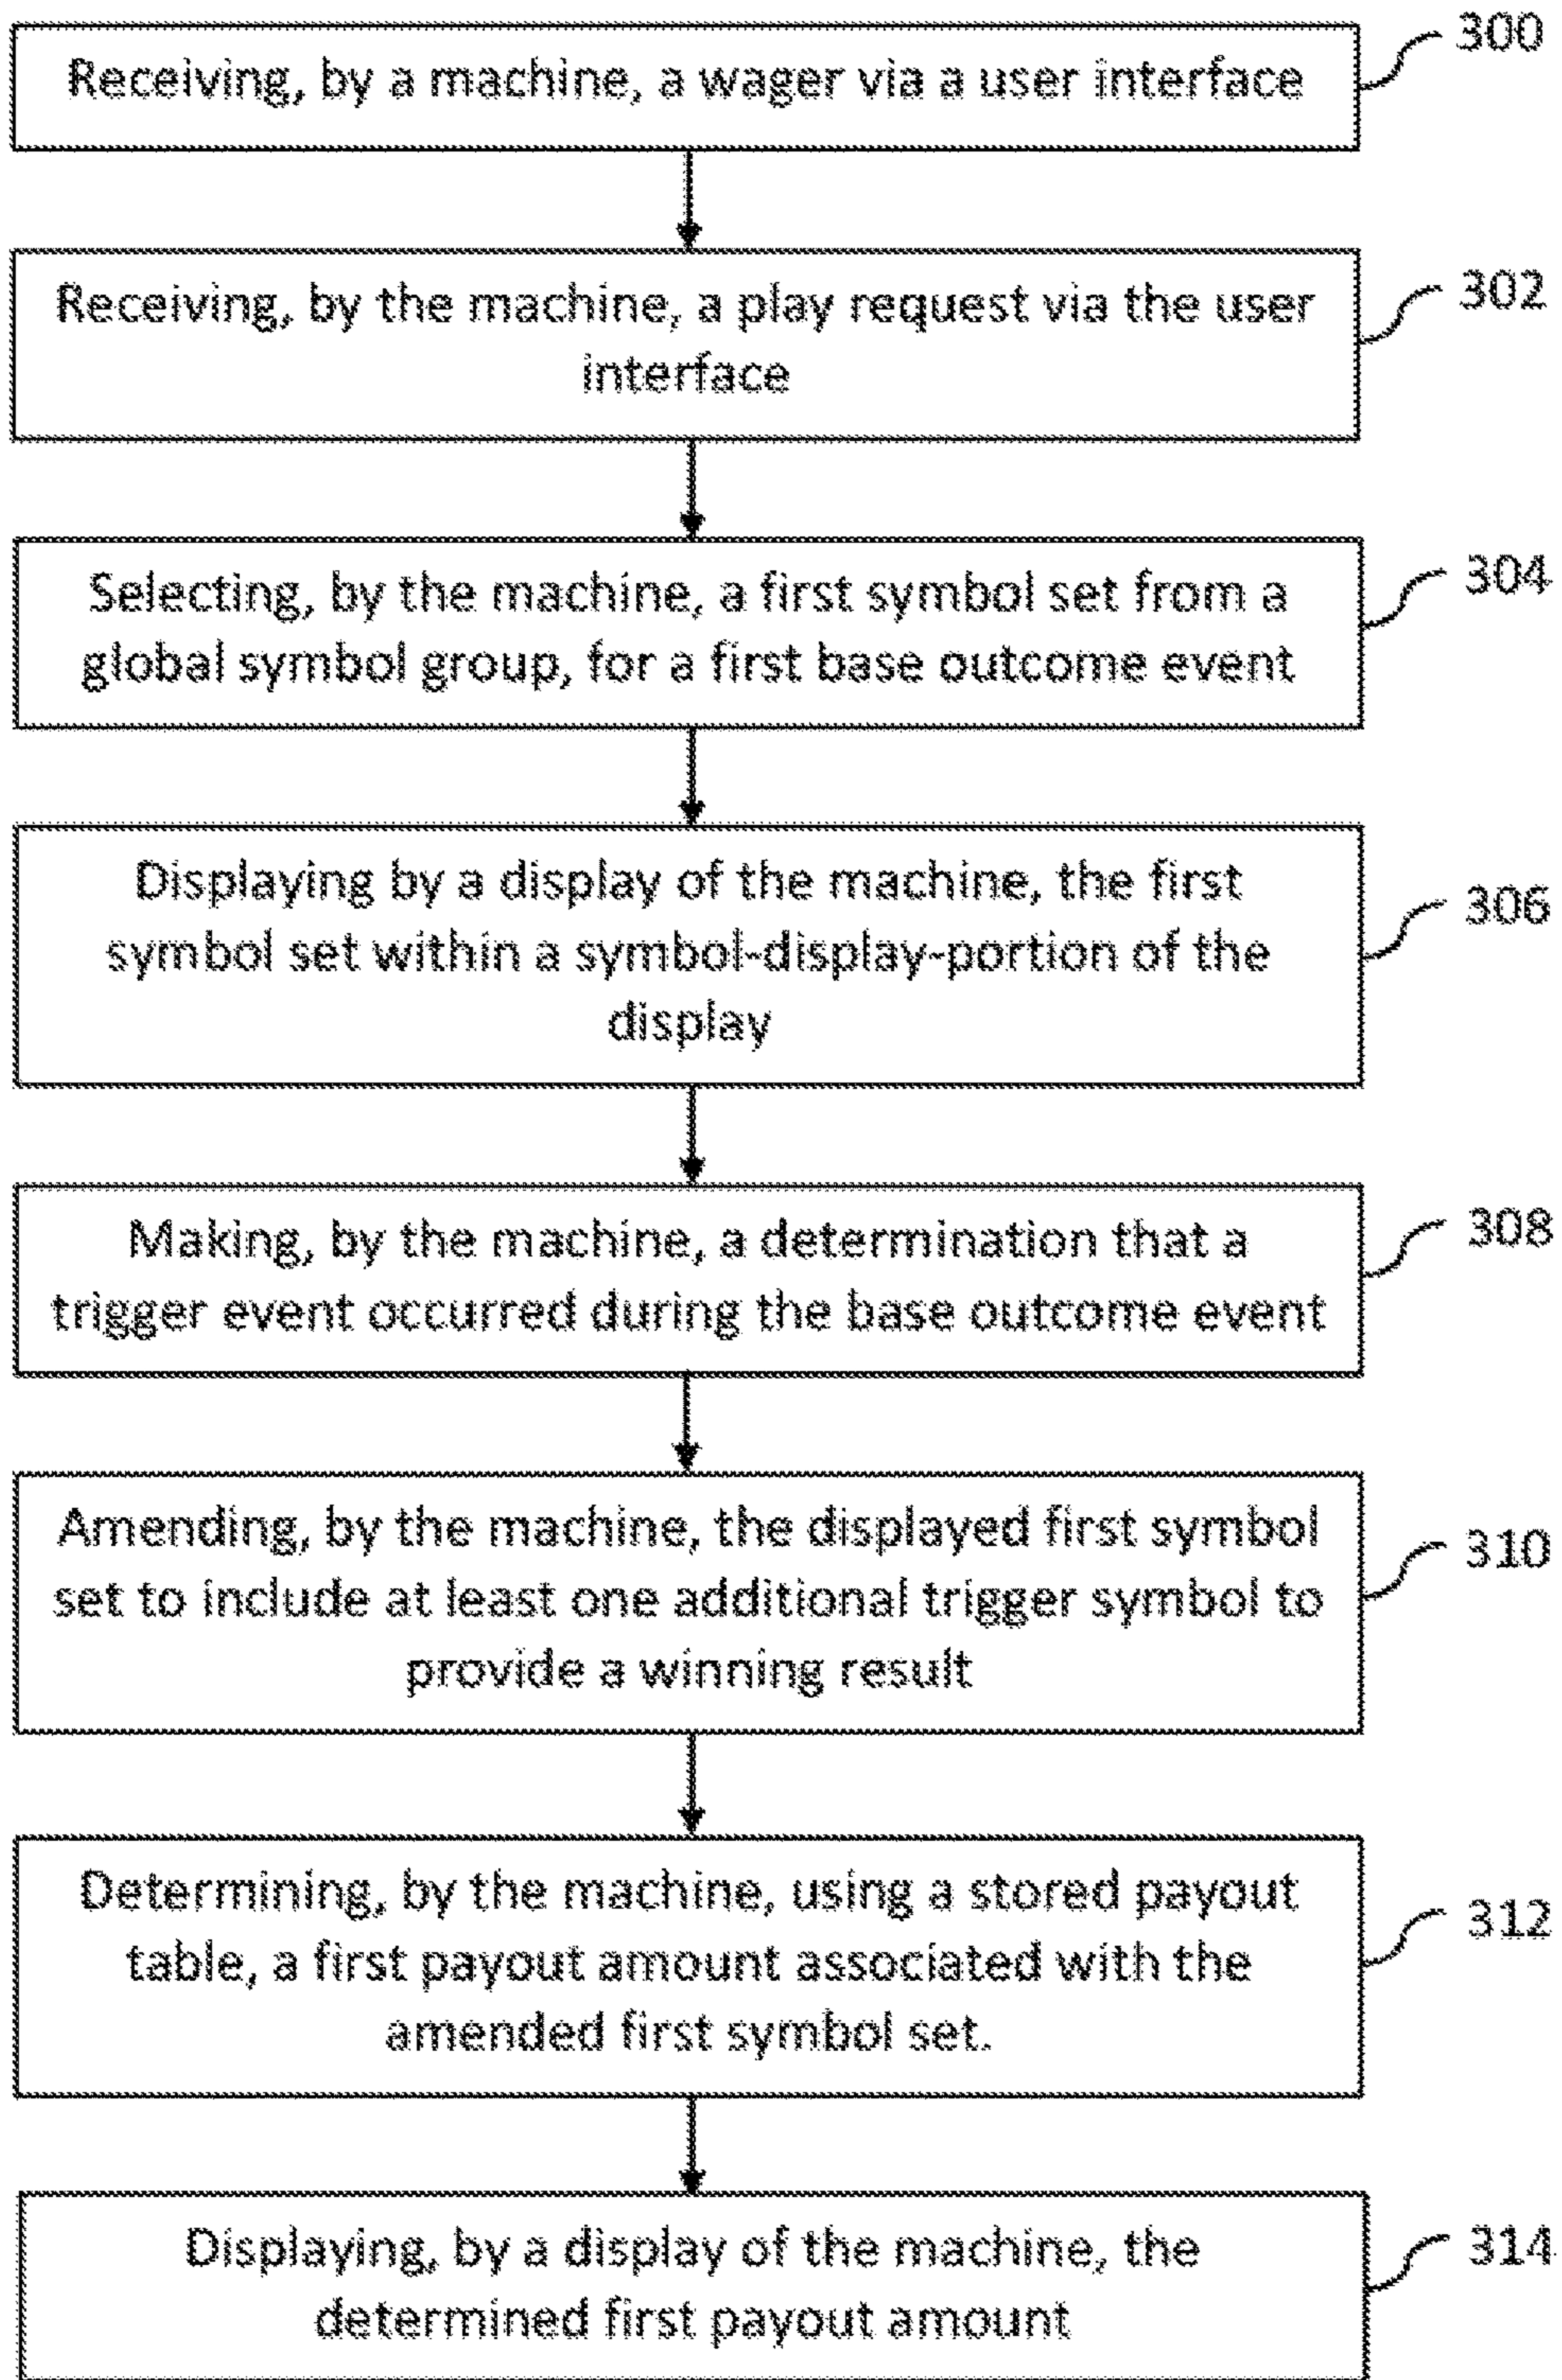 Receiving, by a machine, a wager via a user interface
300
Receiving, by the machine, a play request via the user
interface
302
Selecting, by the machine, a first symbol set from a
global symbol group, for a first base outcome event
304
Displaying by a display of the machine, the first
symbol set within a symbol-display-portion of the
display
306
Making, by the machine, a determination that a
trigger event occurred during the base outcome event
308
Amending, by the machine, the displayed first symbol
set to include at least one additional trigger symbol to
provide a winning result
310
Determining, by the machine, using a stored payout
table, a first payout amount associated with the
amended first symbol set.
312
Displaying, by a display of the machine, the
determined first payout amount
314